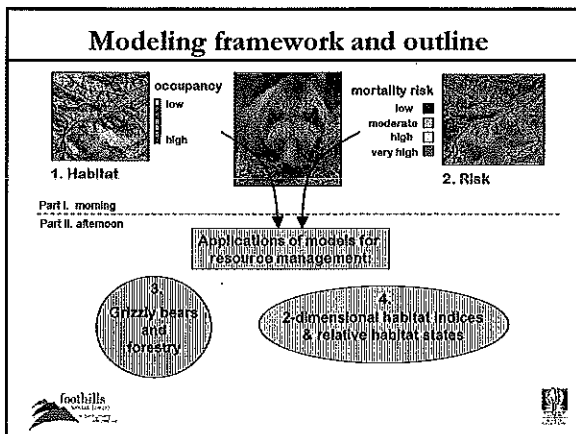 Modeling framework and outline
occupancy
low
high
1. Habitat
mortality risk
low
moderate
high
very high
2. Risk
Part I. morning
Part II. afternoon
Applications of models for
resource management:
3.
Grizzly bears
and
forestry
4.
2-dimensional habitat indices
& relative habitat states
foothills